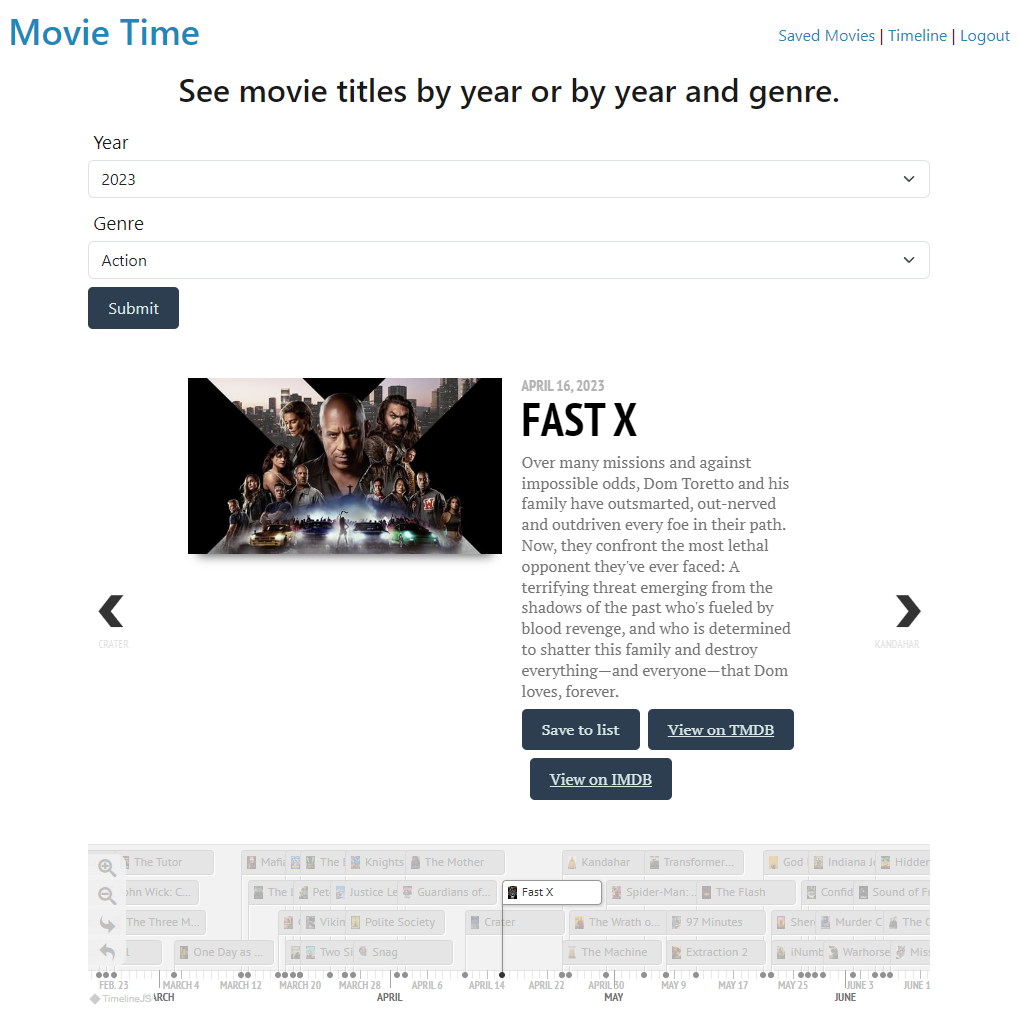 Movie Time
Saved Movies | Timeline | Logout
See movie titles by year or by year and genre.
Year
2023
Genre
Action
Submit
APRIL 16, 2023
FAST X
Over many missions and against
impossible odds, Dom Toretto and his
family have outsmarted, out-nerved
and outdriven every foe in their path.
Now, they confront the most lethal
opponent they've ever faced: A
terrifying threat emerging from the
shadows of the past who's fueled by
blood revenge, and who is determined
to shatter this family and destroy
everything—and everyone—that Dom
loves, forever.
CRATER
KANDAHAR
Save to list
View on TMDB
View on IMDB
The Tutor
Mafi
The
Knights
The Mother
Kandahar
Transformer...
God
Indiana J
Hidden
ohn Wick: C...
The
Pet
Justice Le
Guardians of...
Fast X
Spider-Man: ...
The Flash
Confid
Sound of F
The Three M...
Vikin
Polite Society
Crater
The Wrath o...
97 Minutes
Sher
Murder C
The
One Day as ...
Two Si
Snag
The Machine
Extraction 2
iNumb
Warhorse
Miss
FEB. 23
MARCH 4
MARCH 12
MARCH 20
MARCH 28
APRIL 6
APRIL 14
APRIL 22
APRIL 30
MAY 9
MAY 17
MAY 25
JUNE 3
JUNE 1
TimelineJS
ARCH
APRIL
MAY
JUNE